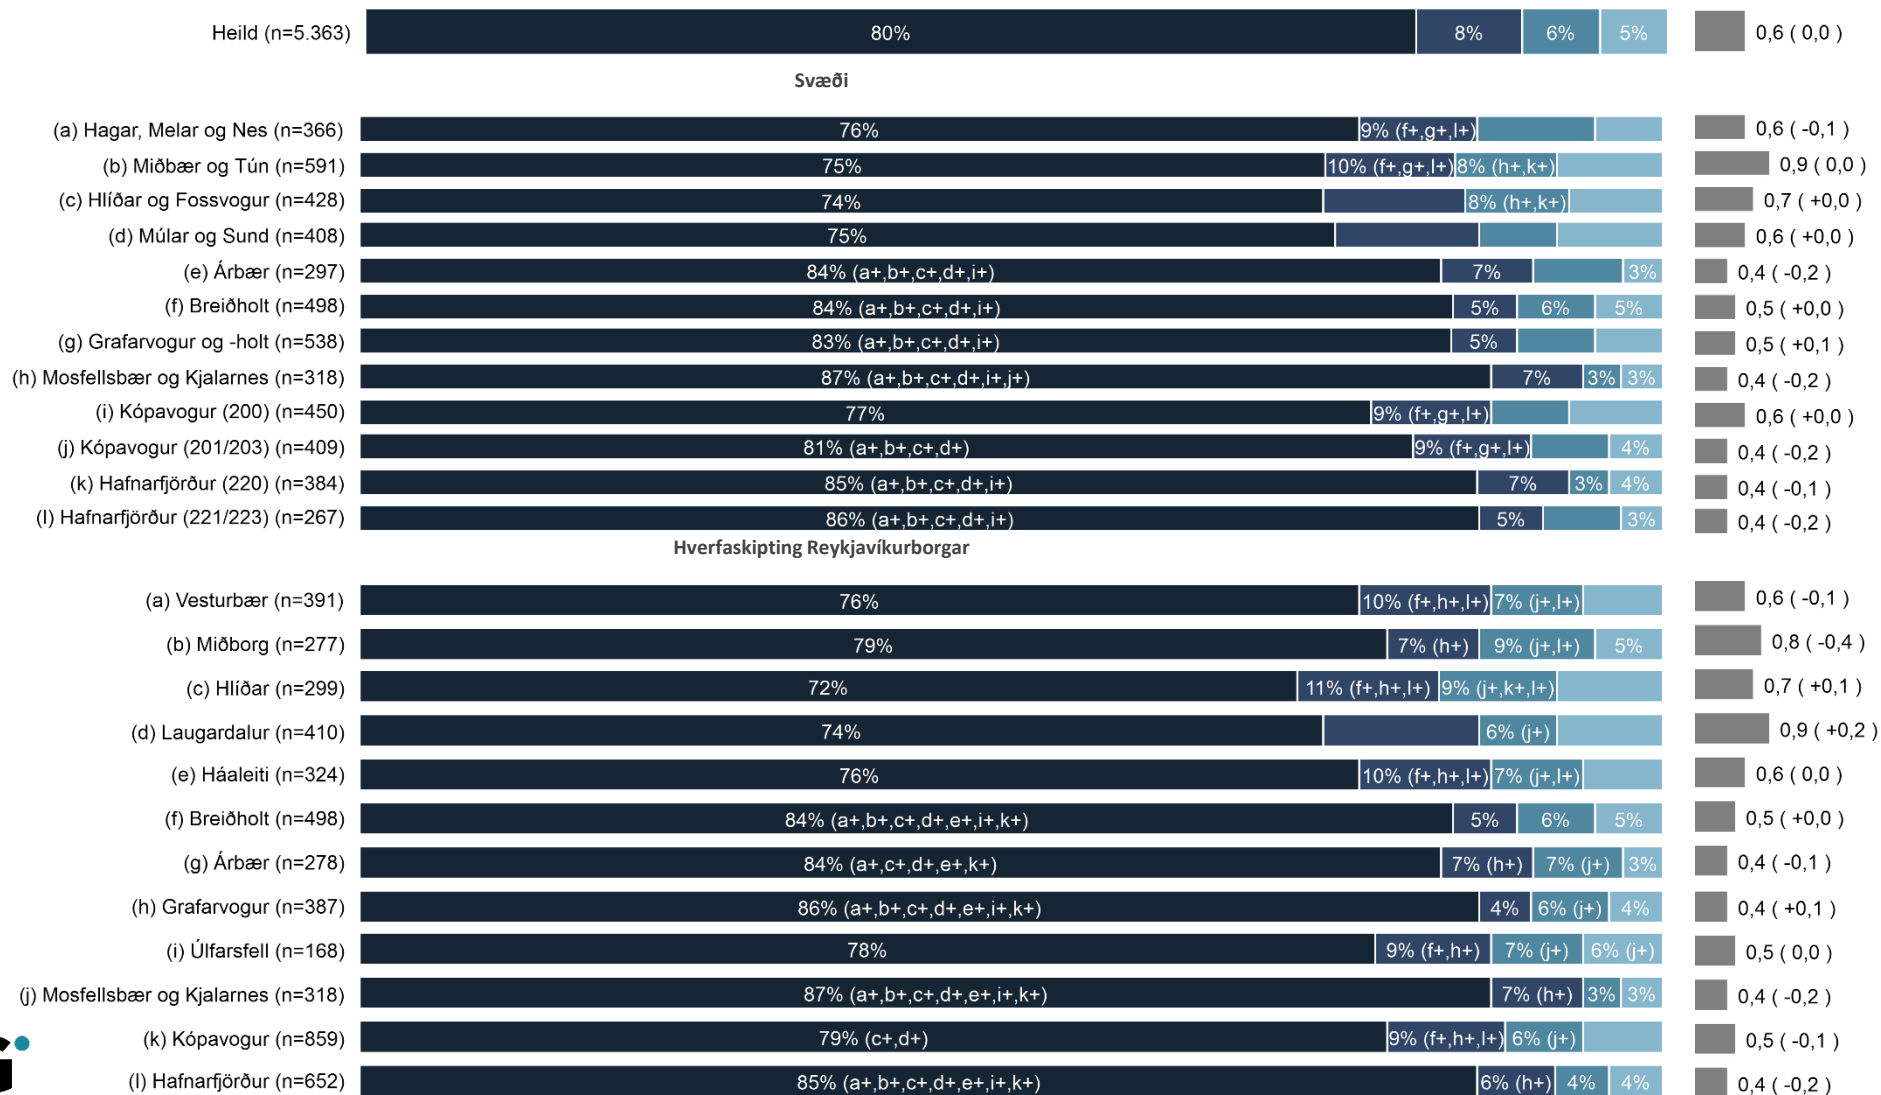 Heild (n=5.363) 80% 8% 6% 5% 0,6 ( 0,0 )
Svæði
(a) Hagar, Melar og Nes (n=366) 76% 9% (f+,g+,l+) 0,6 ( -0,1 )
(b) Miðbær og Tún (n=591) 75% 10% (f+,g+,l+) 8% (h+,k+) 0,9 ( 0,0 )
(c) Hlíðar og Fossvogur (n=428) 74% 8% (h+,k+) 0,7 ( +0,0 )
(d) Múlar og Sund (n=408) 75% 0,6 ( +0,0 )
(e) Árbær (n=297) 84% (a+,b+,c+,d+,i+) 7% 3% 0,4 ( -0,2 )
(f) Breiðholt (n=498) 84% (a+,b+,c+,d+,i+) 5% 6% 5% 0,5 ( +0,0 )
(g) Grafarvogur og -holt (n=538) 83% (a+,b+,c+,d+,i+) 5% 0,5 ( +0,1 )
(h) Mosfellsbær og Kjalarnes (n=318) 87% (a+,b+,c+,d+,i+,j+) 7% 3% 3% 0,4 ( -0,2 )
(i) Kópavogur (200) (n=450) 77% 9% (f+,g+,l+) 0,6 ( +0,0 )
(j) Kópavogur (201/203) (n=409) 81% (a+,b+,c+,d+) 9% (f+,g+,l+) 4% 0,4 ( -0,2 )
(k) Hafnarfjörður (220) (n=384) 85% (a+,b+,c+,d+,i+) 7% 3% 4% 0,4 ( -0,1 )
(l) Hafnarfjörður (221/223) (n=267) 86% (a+,b+,c+,d+,i+) 5% 3% 0,4 ( -0,2 )
Hverfaskipting Reykjavíkurborgar
(a) Vesturbær (n=391) 76% 10% (f+,h+,l+) 7% (j+,l+) 0,6 ( -0,1 )
(b) Miðborg (n=277) 79% 7% (h+) 9% (j+,l+) 5% 0,8 ( -0,4 )
(c) Hlíðar (n=299) 72% 11% (f+,h+,l+) 9% (j+,k+,l+) 0,7 ( +0,1 )
(d) Laugardalur (n=410) 74% 6% (j+) 0,9 ( +0,2 )
(e) Háaleiti (n=324) 76% 10% (f+,h+,l+) 7% (j+,l+) 0,6 ( 0,0 )
(f) Breiðholt (n=498) 84% (a+,b+,c+,d+,e+,i+,k+) 5% 6% 5% 0,5 ( +0,0 )
(g) Árbær (n=278) 84% (a+,c+,d+,e+,k+) 7% (h+) 7% (j+) 3% 0,4 ( -0,1 )
(h) Grafarvogur (n=387) 86% (a+,b+,c+,d+,e+,i+,k+) 4% 6% (j+) 4% 0,4 ( +0,1 )
(i) Úlfarsfell (n=168) 78% 9% (f+,h+) 7% (j+) 6% (j+) 0,5 ( 0,0 )
(j) Mosfellsbær og Kjalarnes (n=318) 87% (a+,b+,c+,d+,e+,i+,k+) 7% (h+) 3% 3% 0,4 ( -0,2 )
(k) Kópavogur (n=859) 79% (c+,d+) 9% (f+,h+,l+) 6% (j+) 0,5 ( -0,1 )
(l) Hafnarfjörður (n=652) 85% (a+,b+,c+,d+,e+,i+,k+) 6% (h+) 4% 4% 0,4 ( -0,2 )